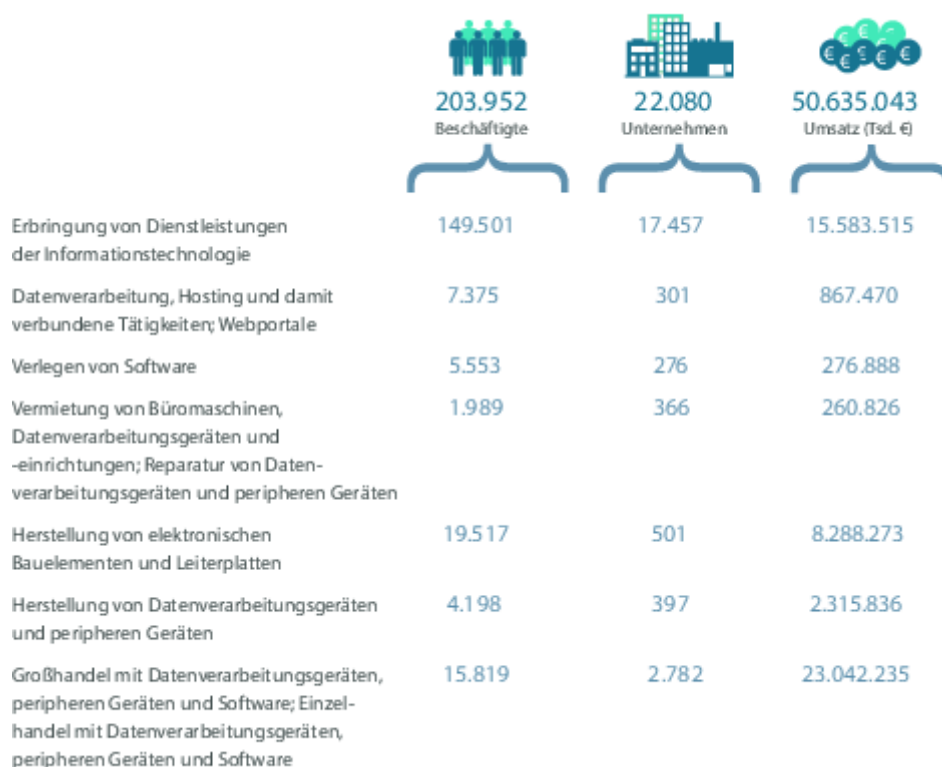 203.952 22.080 50.635.043
Beschäftigte Unternehmen Umsatz (Tsd. €)
Erbringung von Dienstleistungen 149.501 17.457 15.583.515
der Informationstechnologie
Datenverarbeitung, Hosting und damit 7.375 301 867.470
verbundene Tätigkeiten; Webportale
Verlegen von Software 5.553 276 276.888
Vermietung von Büromaschinen, 1.989 366 260.826
Datenverarbeitungsgeräten und
-einrichtungen; Reparatur von Daten-
verarbeitungsgeräten und peripheren Geräten
Herstellung von elektronischen 19.517 501 8.288.273
Bauelementen und Leiterplatten
Herstellung von Datenverarbeitungsgeräten 4.198 397 2.315.836
und peripheren Geräten
Großhandel mit Datenverarbeitungsgeräten, 15.819 2.782 23.042.235
peripheren Geräten und Software; Einzel-
handel mit Datenverarbeitungsgeräten,
peripheren Geräten und Software